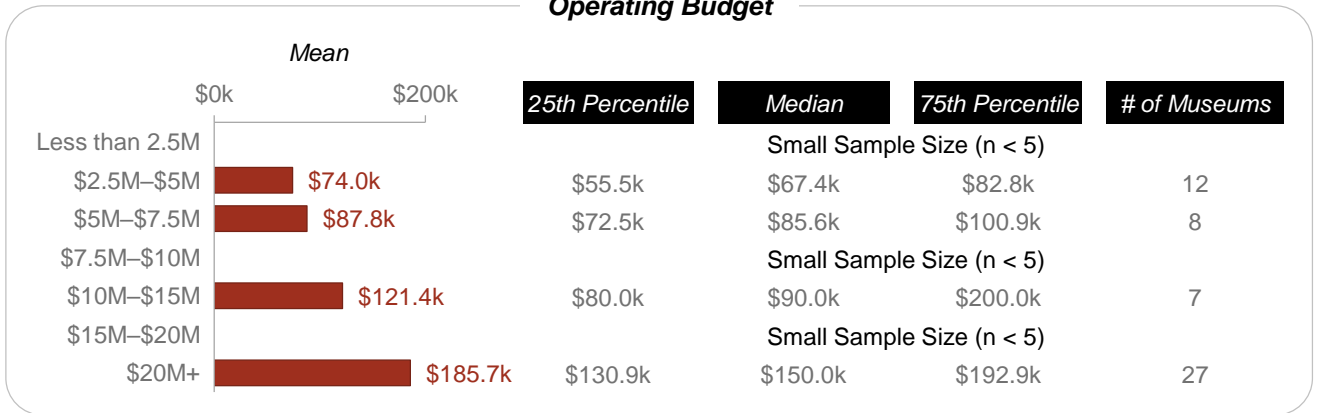 Operating Budget
Mean
$0k $200k 25th Percentile Median 75th Percentile # of Museums
Less than 2.5M Small Sample Size (n < 5)
$2.5M–$5M $74.0k $55.5k $67.4k $82.8k 12
$5M–$7.5M $87.8k $72.5k $85.6k $100.9k 8
$7.5M–$10M Small Sample Size (n < 5)
$10M–$15M $121.4k $80.0k $90.0k $200.0k 7
$15M–$20M Small Sample Size (n < 5)
$20M+ $185.7k $130.9k $150.0k $192.9k 27